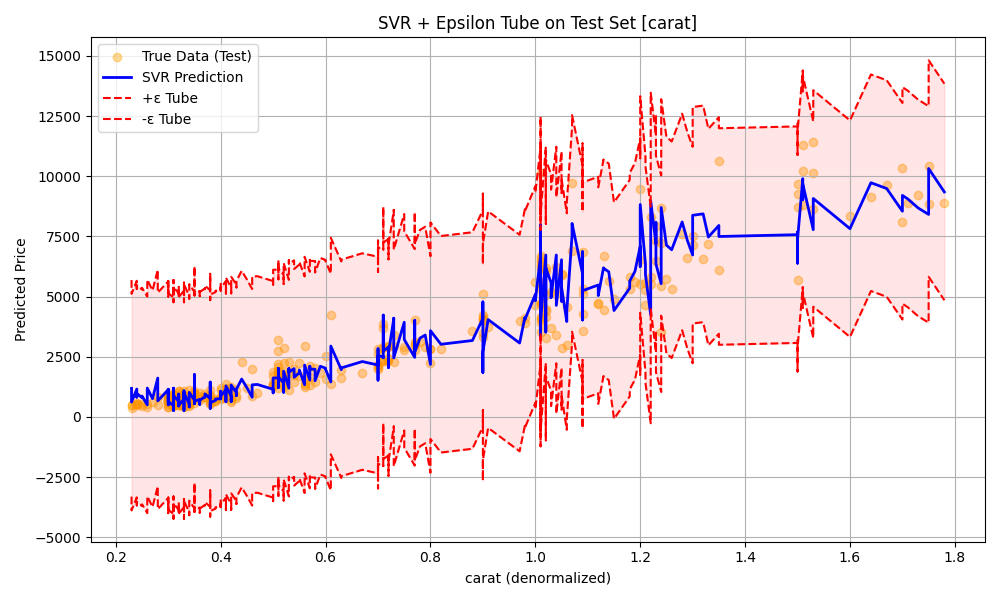 SVR + Epsilon Tube on Test Set [carat]
True Data (Test)
SVR Prediction
+ε Tube
-ε Tube
Predicted Price
15000
12500
10000
7500
5000
2500
0
−2500
−5000
0.2 0.4 0.6 0.8 1.0 1.2 1.4 1.6 1.8
carat (denormalized)